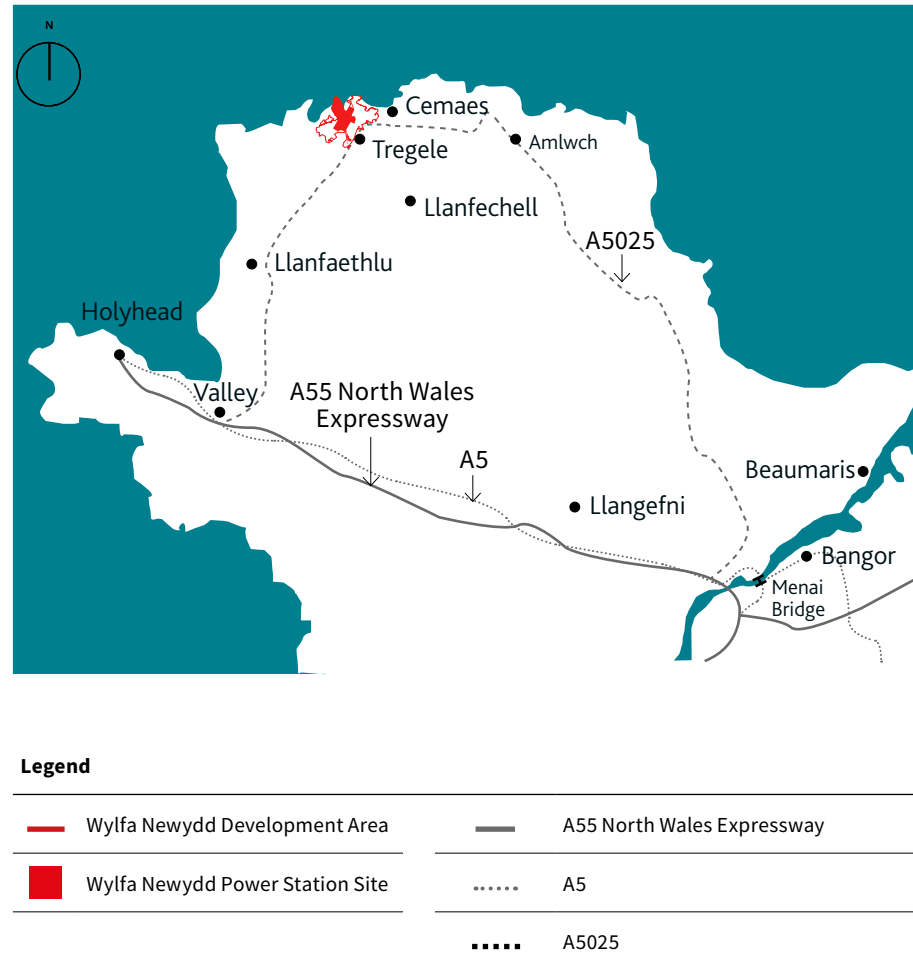 N
Cemaes
Tregele
Amlwch
Llanfechell
A5025
Llanfaethlu
Holyhead
Valley
A55 North Wales
Expressway
A5
Beaumaris
Llangefni
Bangor
Menai
Bridge
Legend
Wylfa Newydd Development Area
A55 North Wales Expressway
Wylfa Newydd Power Station Site
A5
A5025